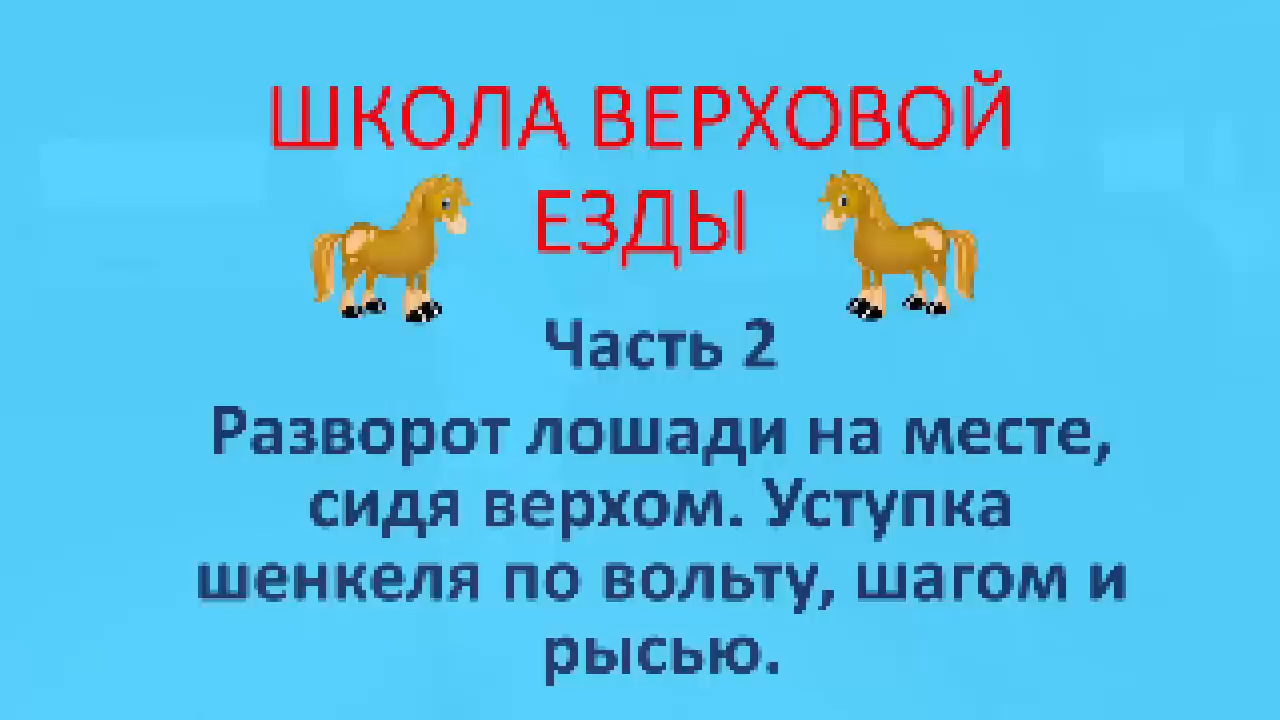 ШКОЛА ВЕРХОВОЙ
ЕЗДЫ
Часть 2
Разворот лошади на месте,
сидя верхом. Уступка
шенкеля по вольту, шагом и
рысью.